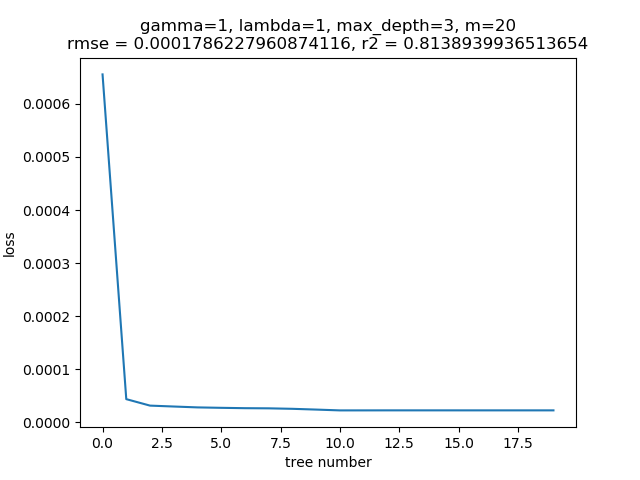 gamma=1, lambda=1, max_depth=3, m=20
rmse = 0.0001786227960874116, r2 = 0.8138939936513654
0.0006
0.0005
0.0004
0.0003
0.0002
0.0001
0.0000
loss
0.0 2.5 5.0 7.5 10.0 12.5 15.0 17.5
tree number